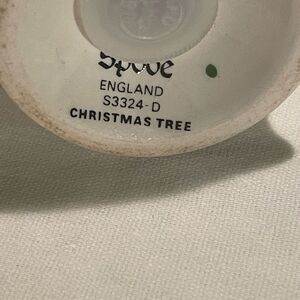 Spode
ENGLAND
S3324-D
CHRISTMAS TREE